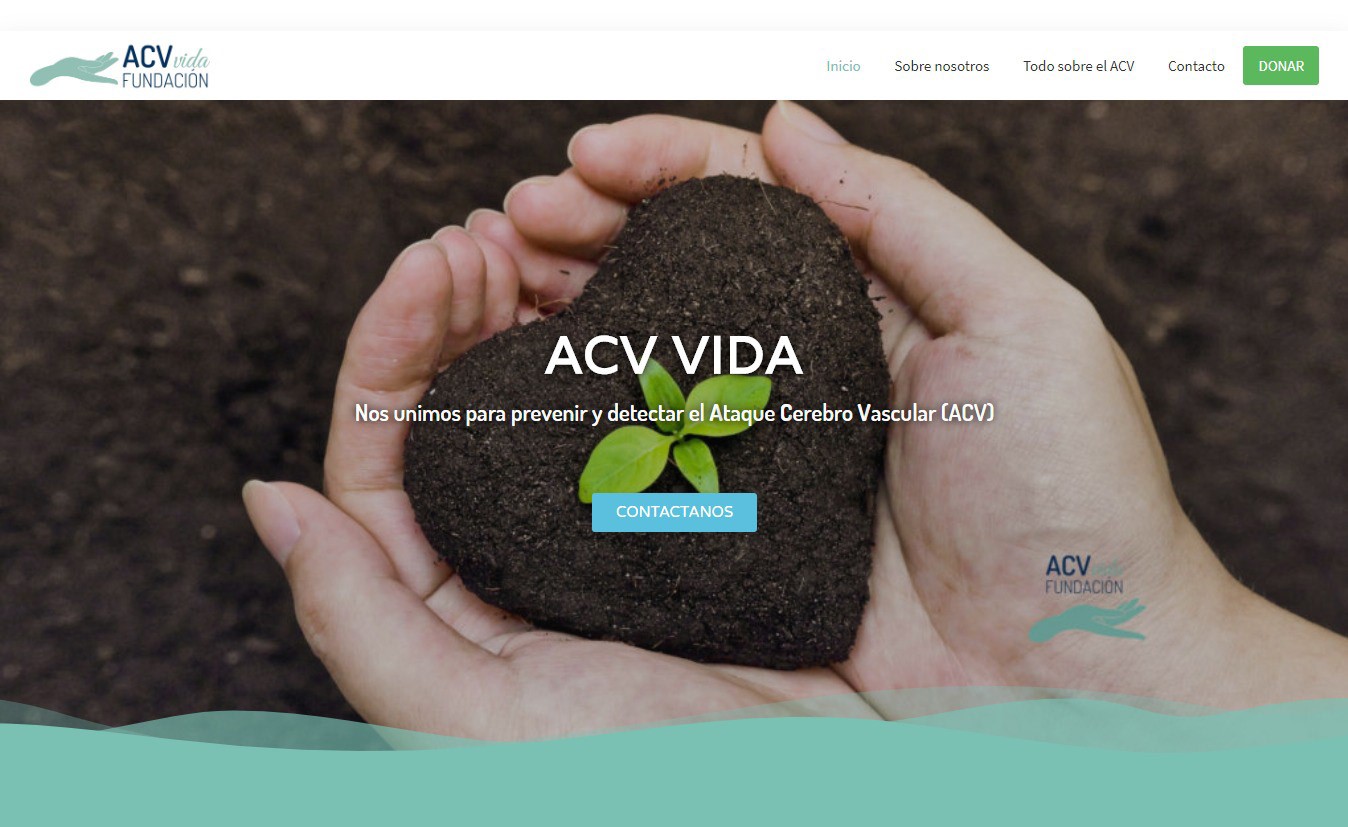 ACV vida
FUNDACIÓN
Inicio
Sobre nosotros
Todo sobre el ACV
Contacto
DONAR
ACV VIDA
Nos unimos para prevenir y detectar el Ataque Cerebro Vascular (ACV)
CONTACTANOS
ACV
FUNDACIÓN